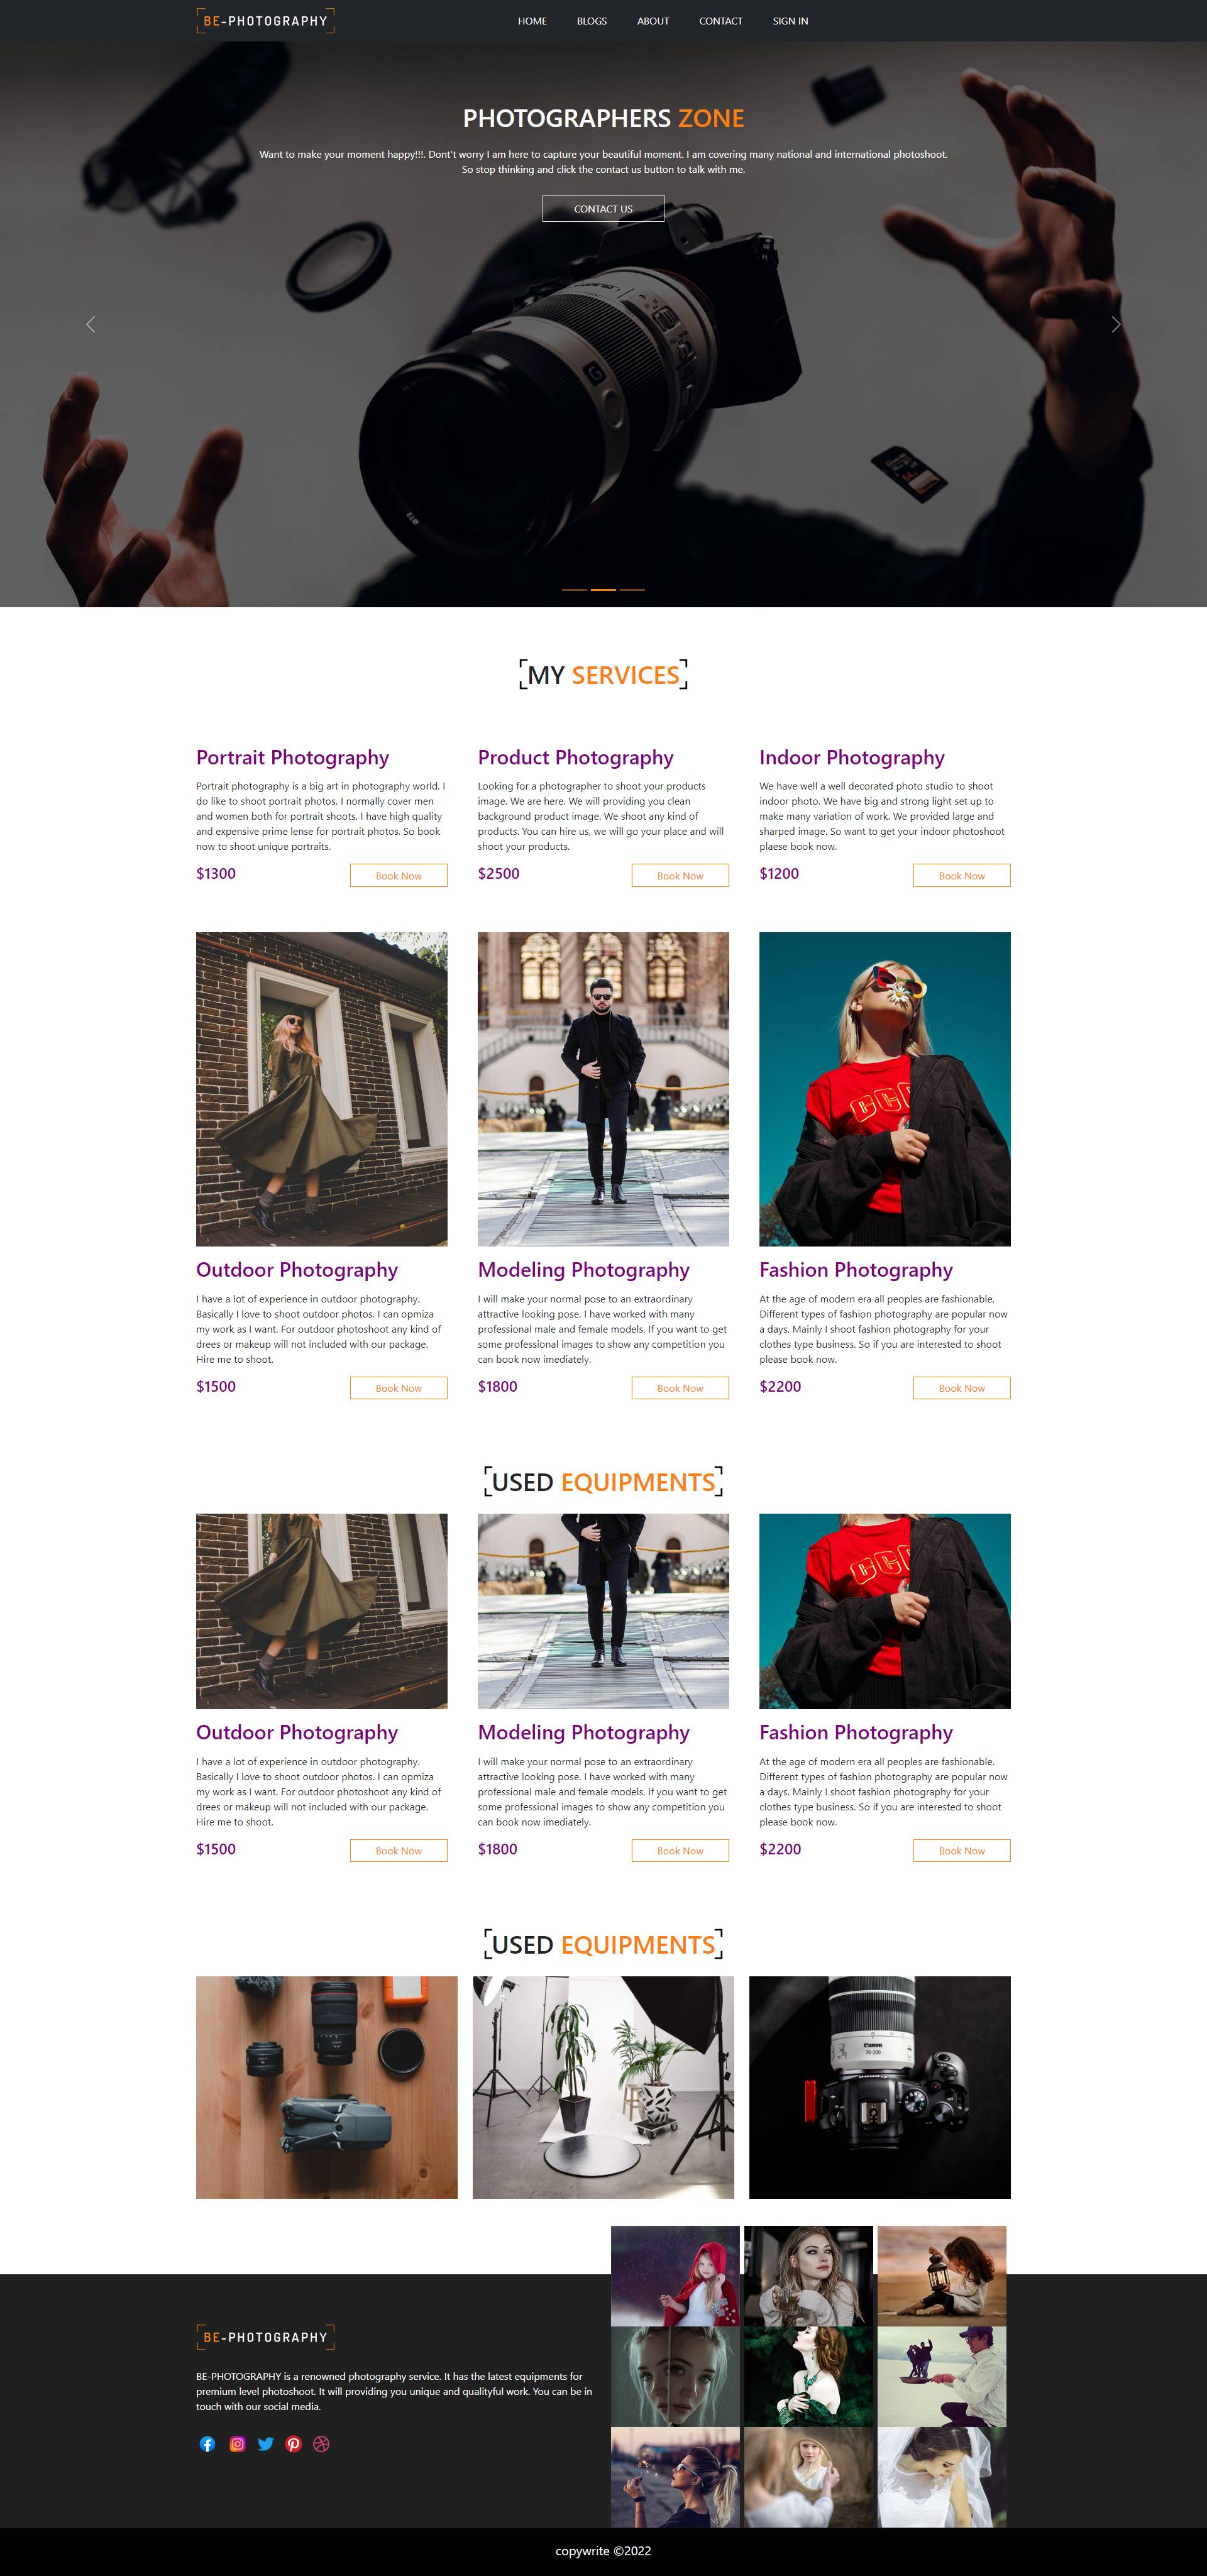 BE-PHOTOGRAPHY
HOME BLOGS ABOUT CONTACT SIGN IN
PHOTOGRAPHERS ZONE
Want to make your moment happy!!!. Dont't worry I am here to capture your beautiful moment. I am covering many national and international photoshoot.
So stop thinking and click the contact us button to talk with me.
CONTACT US
MY SERVICES
Portrait Photography
Portrait photography is a big art in photography world. I
do like to shoot portrait photos. I normally cover men
and women both for portrait shoots. I have high quality
and expensive prime lense for portrait photos. So book
now to shoot unique portraits.
$1300 Book Now
Product Photography
Looking for a photographer to shoot your products
image. We are here. We will providing you clean
background product image. We shoot any kind of
products. You can hire us, we will go your place and will
shoot your products.
$2500 Book Now
Indoor Photography
We have well a well decorated photo studio to shoot
indoor photo. We have big and strong light set up to
make many variation of work. We provided large and
sharped image. So want to get your indoor photoshoot
plaese book now.
$1200 Book Now
Outdoor Photography
I have a lot of experience in outdoor photography.
Basically I love to shoot outdoor photos. I can opmiza
my work as I want. For outdoor photoshoot any kind of
drees or makeup will not included with our package.
Hire me to shoot.
$1500 Book Now
Modeling Photography
I will make your normal pose to an extraordinary
attractive looking pose. I have worked with many
professional male and female models. If you want to get
some professional images to show any competition you
can book now imediately.
$1800 Book Now
Fashion Photography
At the age of modern era all peoples are fashionable.
Different types of fashion photography are popular now
a days. Mainly I shoot fashion photography for your
clothes type business. So if you are interested to shoot
please book now.
$2200 Book Now
USED EQUIPMENTS
Outdoor Photography
I have a lot of experience in outdoor photography.
Basically I love to shoot outdoor photos. I can opmiza
my work as I want. For outdoor photoshoot any kind of
drees or makeup will not included with our package.
Hire me to shoot.
$1500 Book Now
Modeling Photography
I will make your normal pose to an extraordinary
attractive looking pose. I have worked with many
professional male and female models. If you want to get
some professional images to show any competition you
can book now imediately.
$1800 Book Now
Fashion Photography
At the age of modern era all peoples are fashionable.
Different types of fashion photography are popular now
a days. Mainly I shoot fashion photography for your
clothes type business. So if you are interested to shoot
please book now.
$2200 Book Now
USED EQUIPMENTS
Canon
70-200
BE-PHOTOGRAPHY
BE-PHOTOGRAPHY is a renowned photography service. It has the latest equipments for
premium level photoshoot. It will providing you unique and qualityful work. You can be in
touch with our social media.
copywrite ©2022